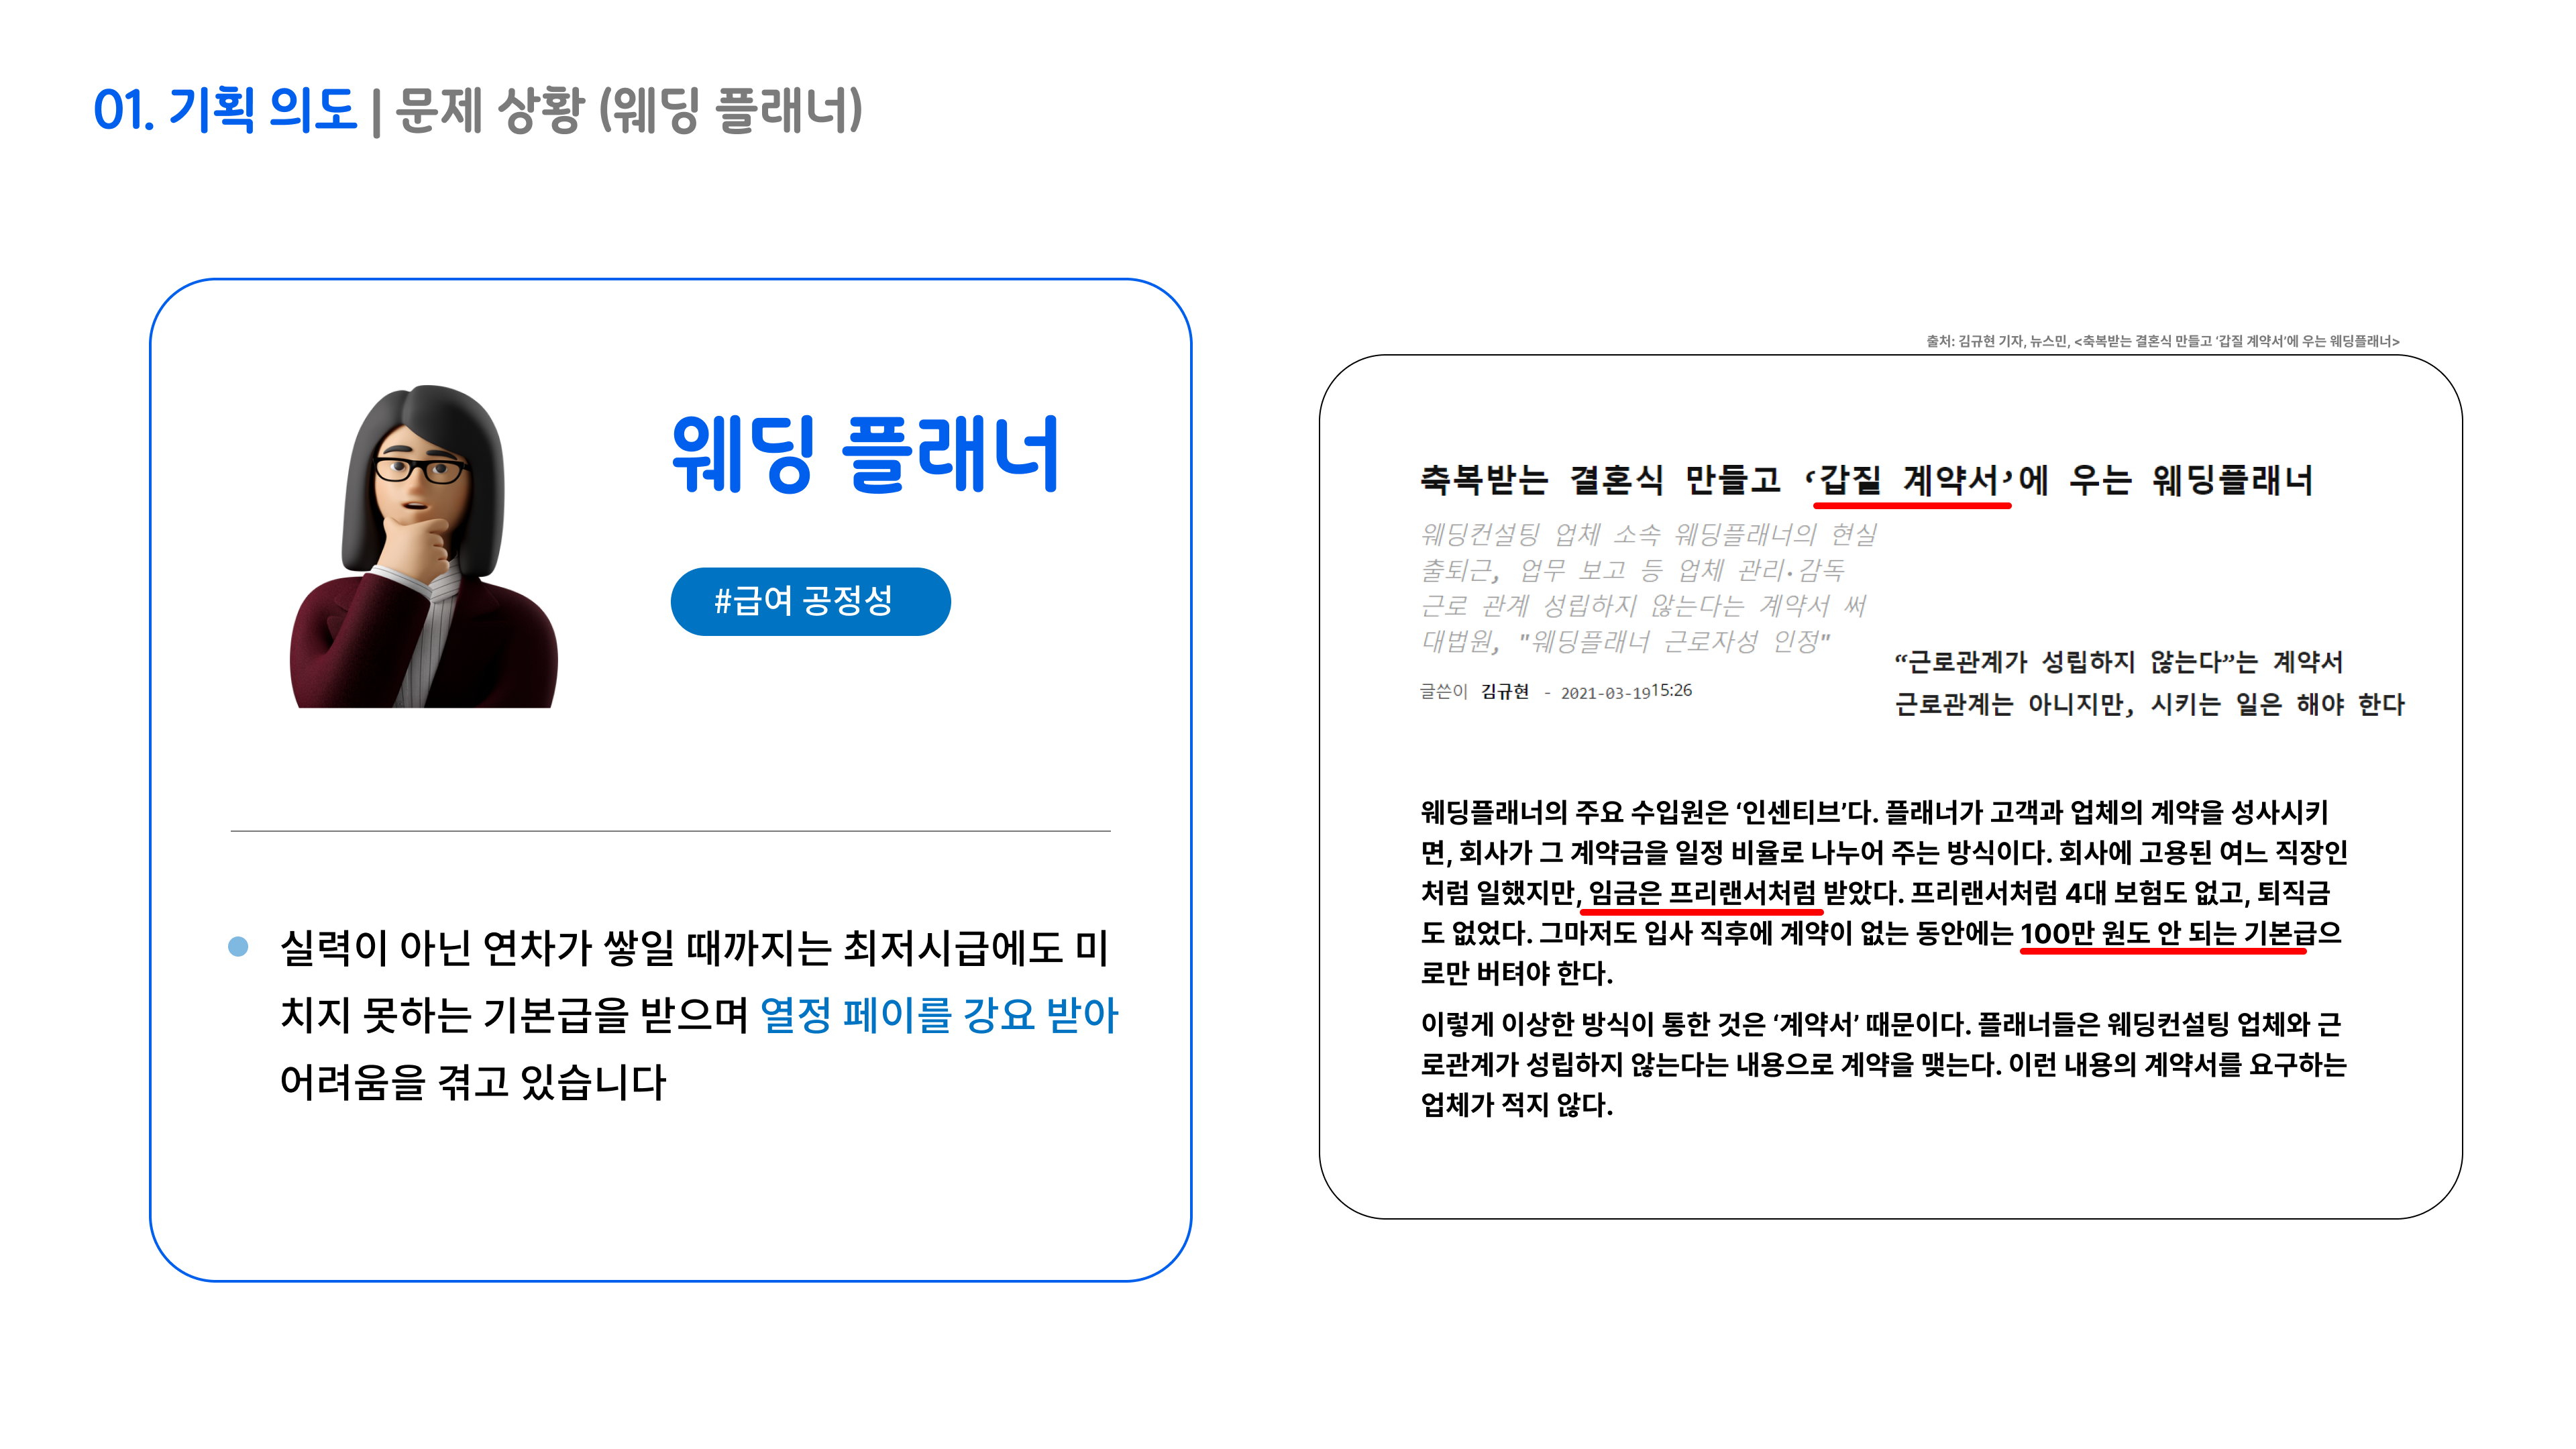 01. 기획 의도 | 문제 상황 (웨딩 플래너)
웨딩 플래너
#급여 공정성
실력이 아닌 연차가 쌓일 때까지는 최저시급에도 미
치지 못하는 기본급을 받으며 열정 페이를 강요 받아
어려움을 겪고 있습니다
출처: 김규현 기자, 뉴스민, <축복받는 결혼식 만들고 ‘갑질 계약서’에 우는 웨딩플래너>
축복받는 결혼식 만들고 ‘갑질 계약서’에 우는 웨딩플래너
웨딩컨설팅 업체 소속 웨딩플래너의 현실
출퇴근, 업무 보고 등 업체 관리·감독
근로 관계 성립하지 않는다는 계약서 써
대법원, "웨딩플래너 근로자성 인정"
글쓴이 김규현 - 2021-03-19 15:26
“근로관계가 성립하지 않는다”는 계약서
근로관계는 아니지만, 시키는 일은 해야 한다
웨딩플래너의 주요 수입원은 ‘인센티브’다. 플래너가 고객과 업체의 계약을 성사시키
면, 회사가 그 계약금을 일정 비율로 나누어 주는 방식이다. 회사에 고용된 여느 직장인
처럼 일했지만, 임금은 프리랜서처럼 받았다. 프리랜서처럼 4대 보험도 없고, 퇴직금
도 없었다. 그마저도 입사 직후에 계약이 없는 동안에는 100만 원도 안 되는 기본급으
로만 버텨야 한다.
이렇게 이상한 방식이 통한 것은 ‘계약서’ 때문이다. 플래너들은 웨딩컨설팅 업체와 근
로관계가 성립하지 않는다는 내용으로 계약을 맺는다. 이런 내용의 계약서를 요구하는
업체가 적지 않다.